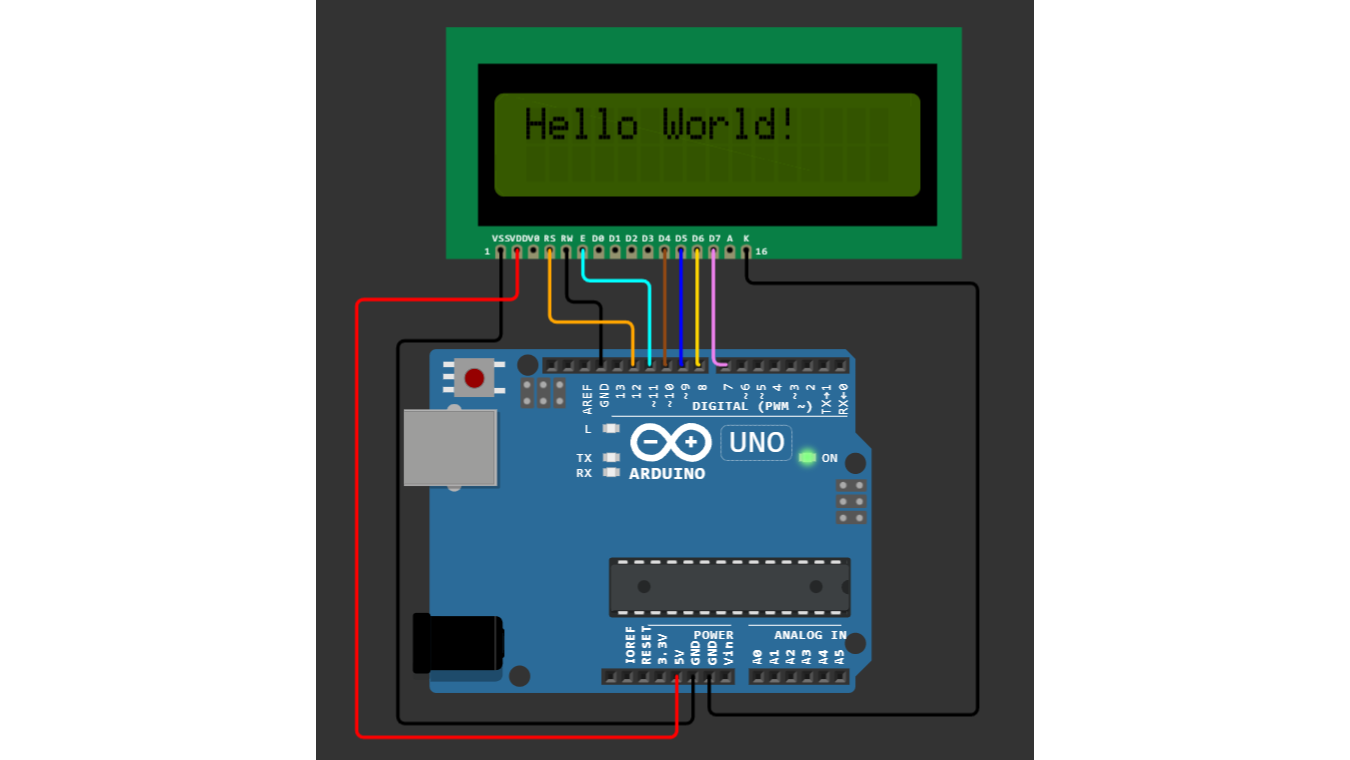 Hello World!
VSS VDD V0 RS RW E D0 D1 D2 D3 D4 D5 D6 D7 A K
1 16
AREF GND 13 12 ~11 ~10 ~9 8 7 ~6 ~5 4 ~3 2 TX→1 RX←0
DIGITAL (PWM ~)
L
TX
RX
UNO
ON
ARDUINO
POWER
ANALOG IN
IOREF RESET 3.3V 5V GND GND Vin
A0 A1 A2 A3 A4 A5